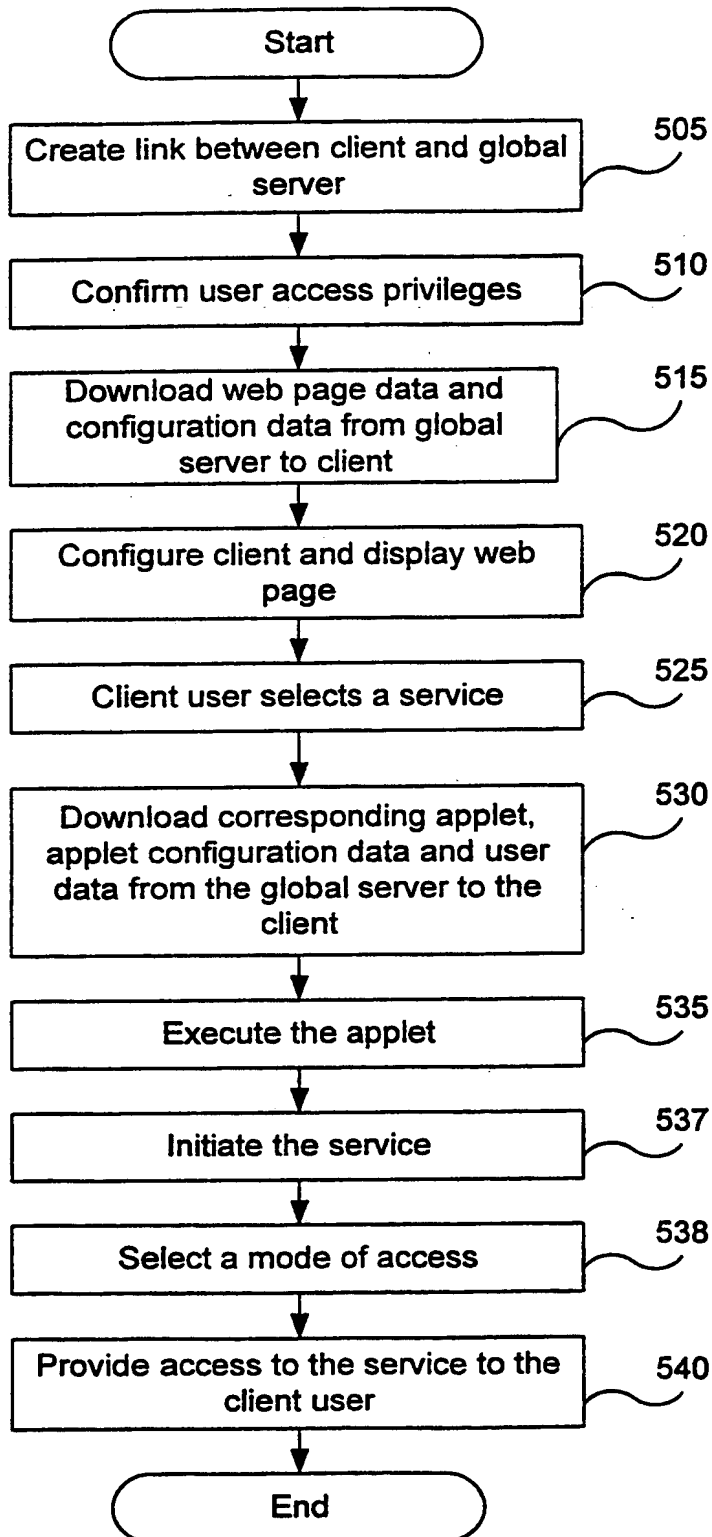 Start
Create link between client and global
server
505
Confirm user access privileges
510
Download web page data and
configuration data from global
server to client
515
Configure client and display web
page
520
Client user selects a service
525
Download corresponding applet,
applet configuration data and user
data from the global server to the
client
530
Execute the applet
535
Initiate the service
537
Select a mode of access
538
Provide access to the service to the
client user
540
End